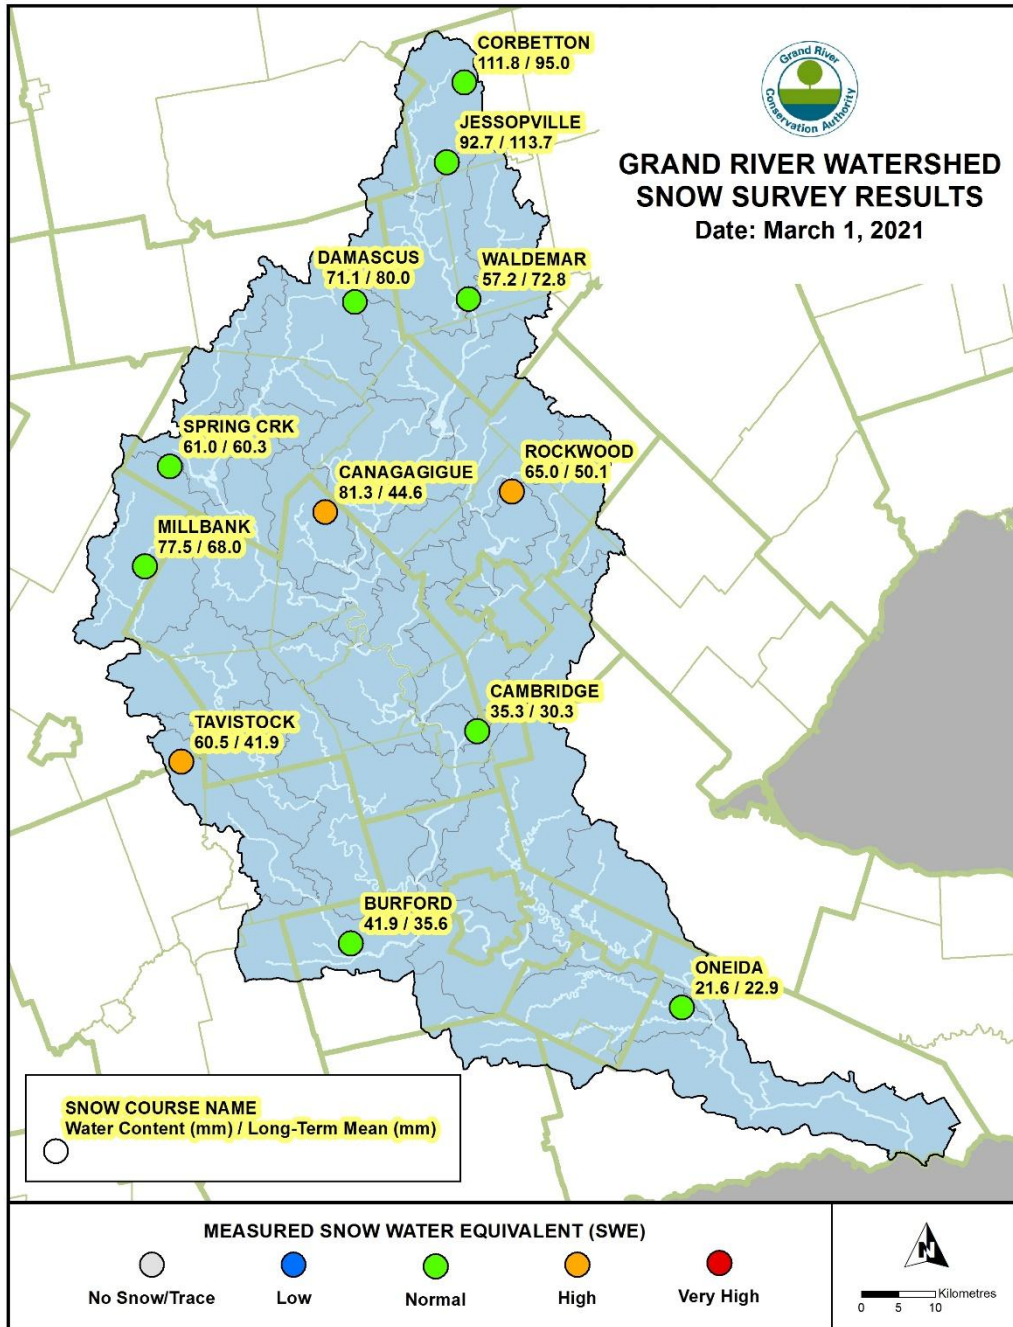 CORBETTON
111.8 / 95.0
Grand River
Conservation Authority
JESSOPVILLE
92.7 / 113.7
GRAND RIVER WATERSHED
SNOW SURVEY RESULTS
Date: March 1, 2021
DAMASCUS
71.1 / 80.0
WALDEMAR
57.2 / 72.8
SPRING CRK
61.0 / 60.3
CANAGAGIGUE
81.3 / 44.6
ROCKWOOD
65.0 / 50.1
MILLBANK
77.5 / 68.0
CAMBRIDGE
35.3 / 30.3
TAVISTOCK
60.5 / 41.9
BURFORD
41.9 / 35.6
ONEIDA
21.6 / 22.9
SNOW COURSE NAME
Water Content (mm) / Long-Term Mean (mm)
MEASURED SNOW WATER EQUIVALENT (SWE)
No Snow/Trace
Low
Normal
High
Very High
N
Kilometres
0 5 10